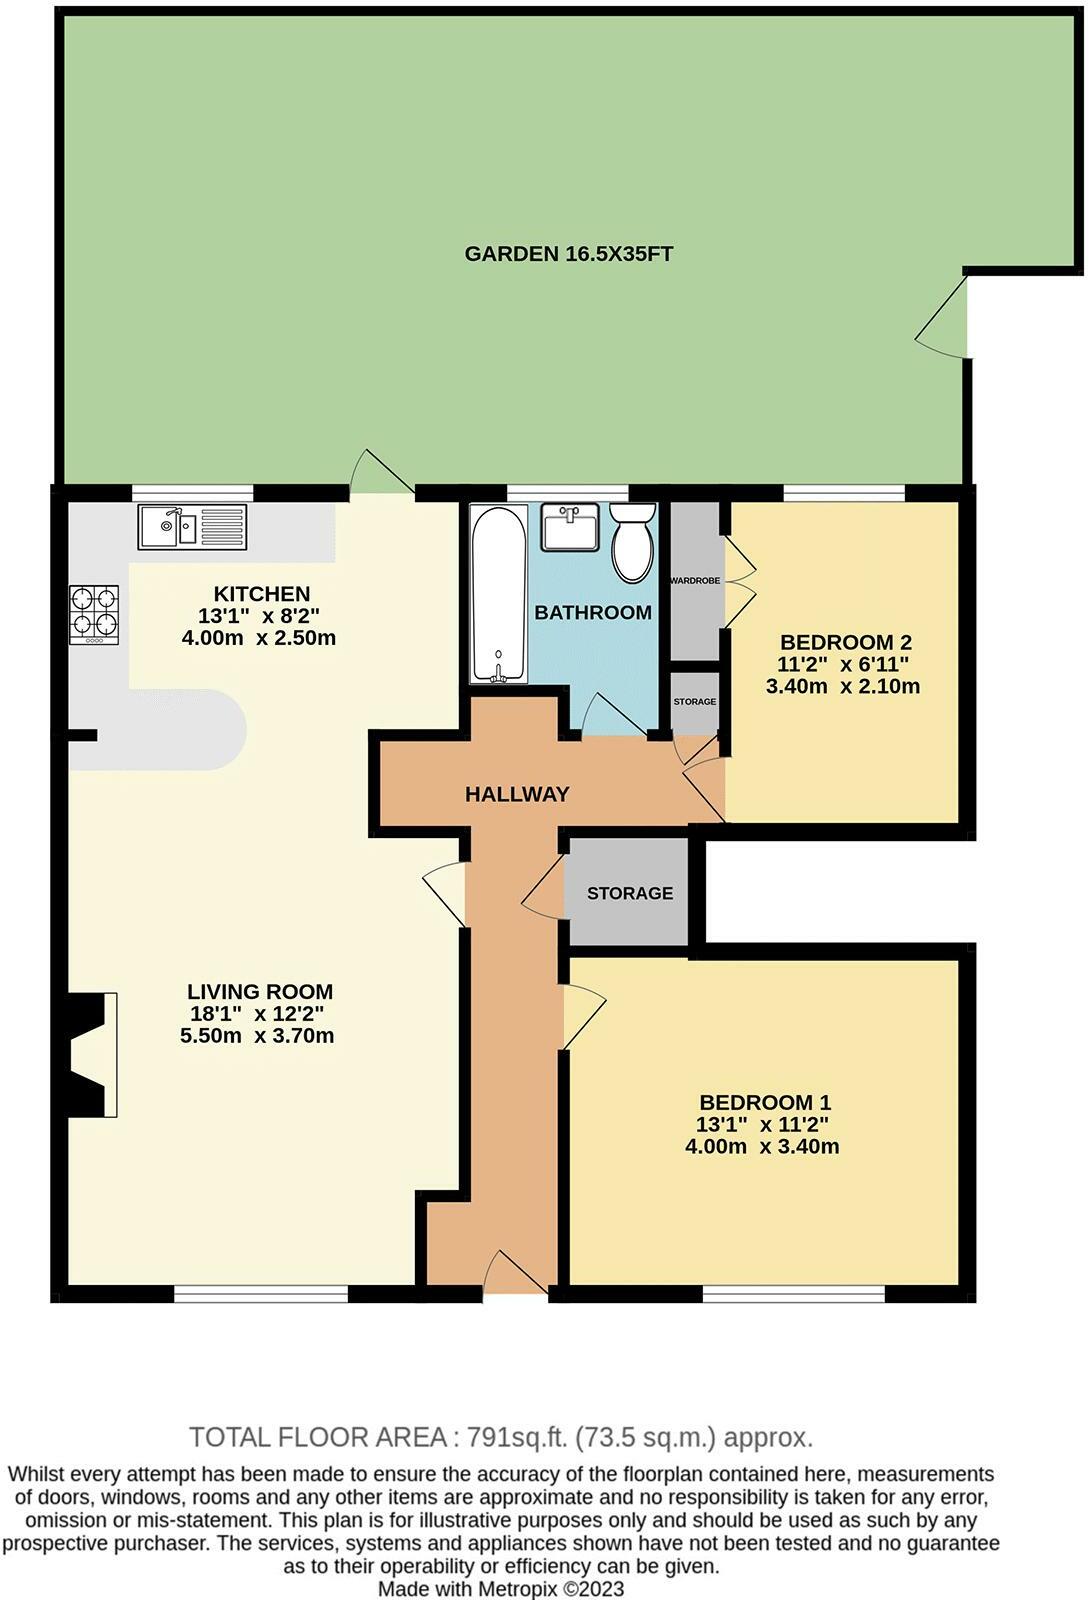 GARDEN 16.5X35FT
KITCHEN
13'1" x 8'2"
4.00m x 2.50m
BATHROOM
WARDROBE
BEDROOM 2
11'2" x 6'11"
3.40m x 2.10m
STORAGE
HALLWAY
STORAGE
LIVING ROOM
18'1" x 12'2"
5.50m x 3.70m
BEDROOM 1
13'1" x 11'2"
4.00m x 3.40m
TOTAL FLOOR AREA : 791sq.ft. (73.5 sq.m.) approx.
Whilst every attempt has been made to ensure the accuracy of the floorplan contained here, measurements
of doors, windows, rooms and any other items are approximate and no responsibility is taken for any error,
omission or mis-statement. This plan is for illustrative purposes only and should be used as such by any
prospective purchaser. The services, systems and appliances shown have not been tested and no guarantee
as to their operability or efficiency can be given.
Made with Metropix ©2023